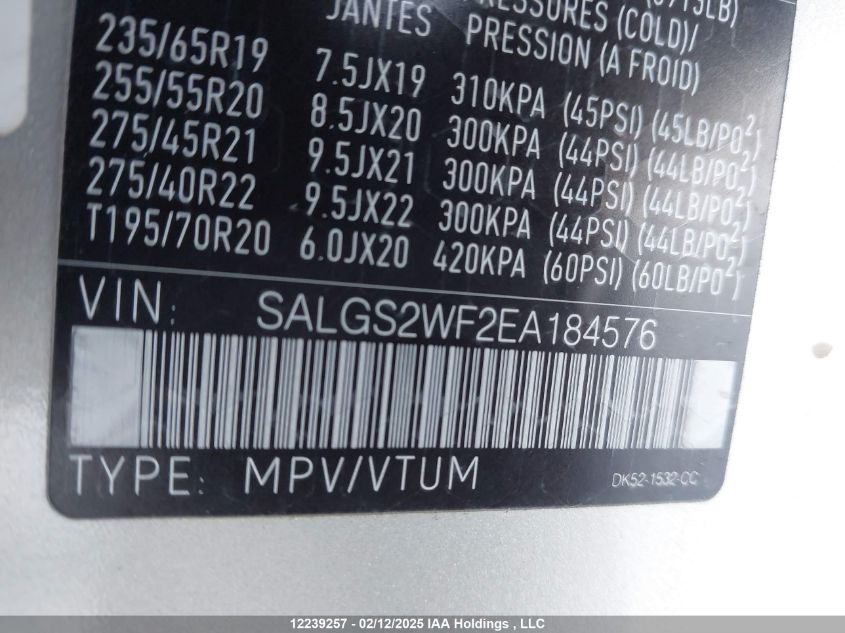 JANTES PRESSURES (COLD)/
PRESSION (A FROID)
235/65R19 7.5JX19 310KPA (45PSI) (45LB/PO²)
255/55R20 8.5JX20 300KPA (44PSI) (44LB/PO²)
275/45R21 9.5JX21 300KPA (44PSI) (44LB/PO²)
275/40R22 9.5JX22 300KPA (44PSI) (44LB/PO²)
T195/70R20 6.0JX20 420KPA (60PSI) (60LB/PO²)
VIN: SALGS2WF2EA184576
TYPE: MPV/VTUM DK52-1532-CC
12239257 - 02/12/2025 IAA Holdings , LLC